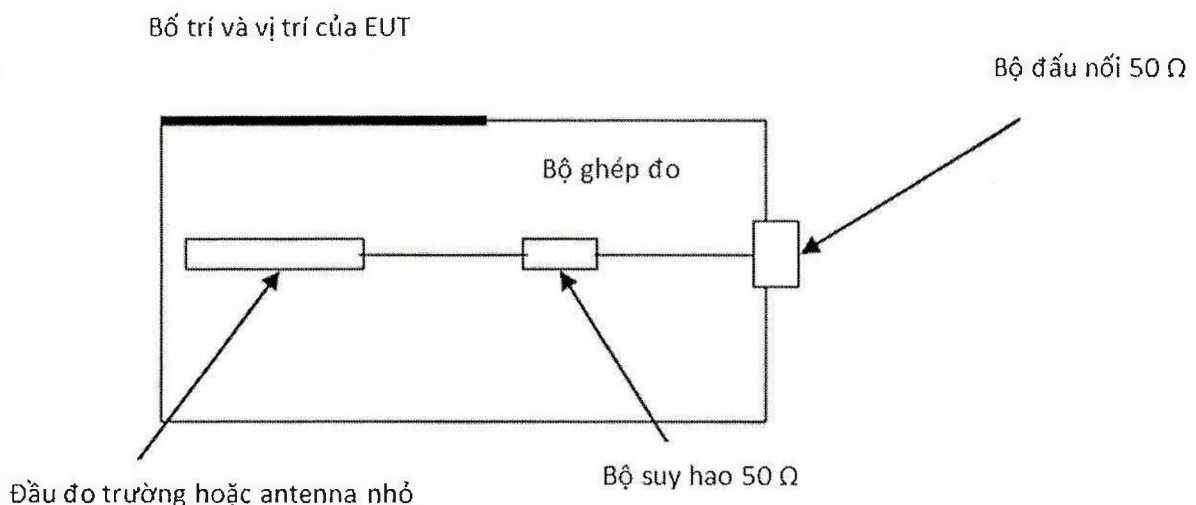 Bố trí và vị trí của EUT
Bộ đấu nối 50 Ω
Bộ ghép đo
Bộ suy hao 50 Ω
Đầu đo trường hoặc antenna nhỏ